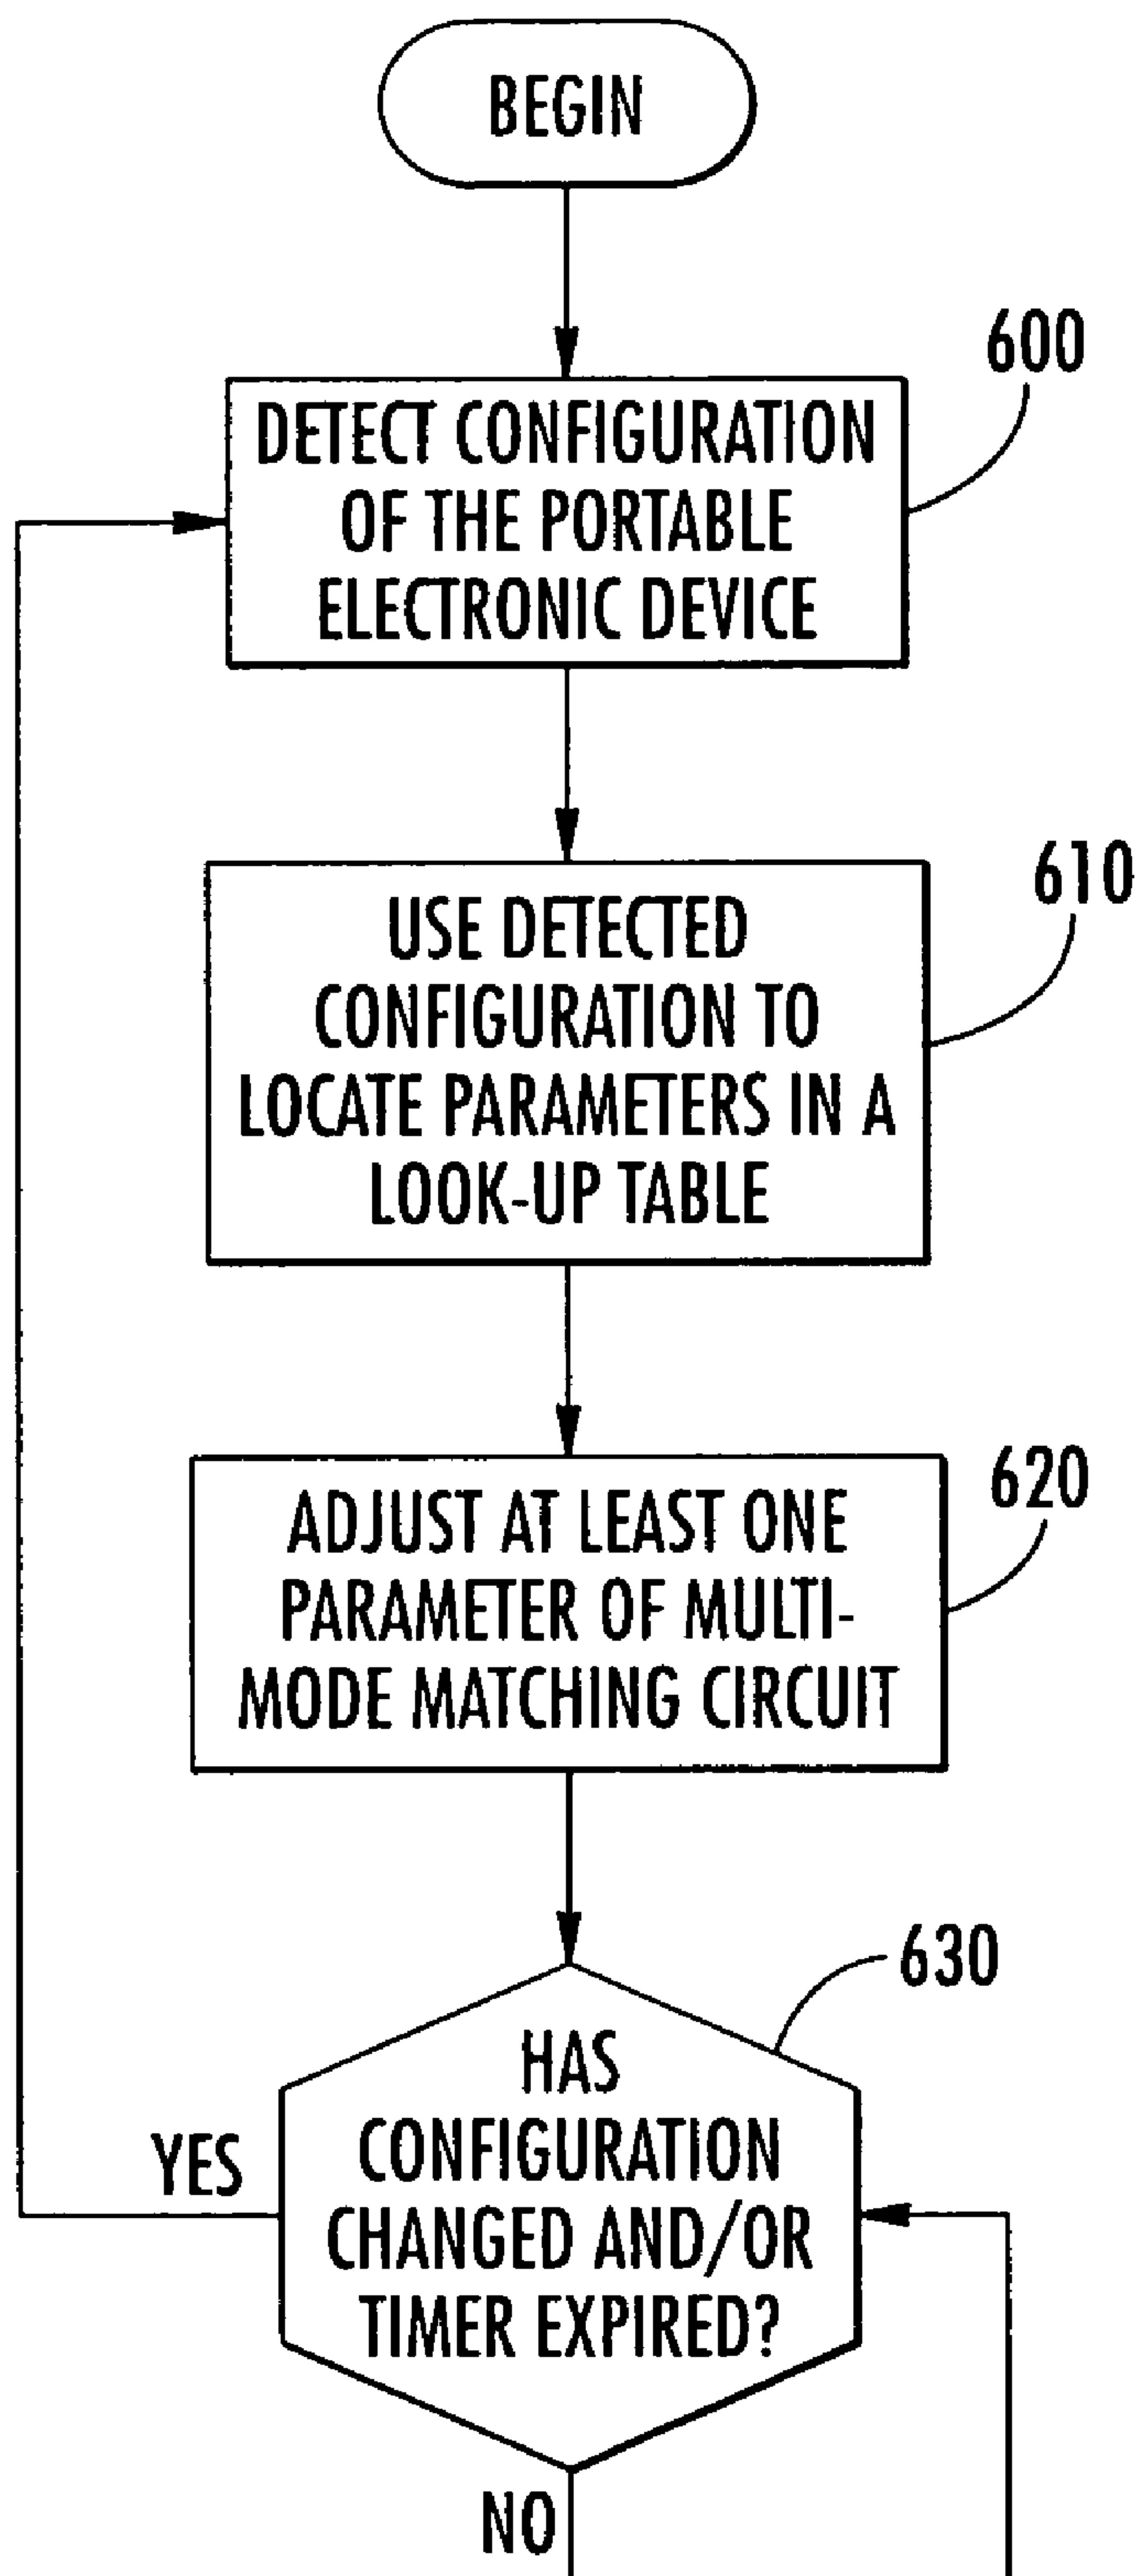 BEGIN
600
DETECT CONFIGURATION
OF THE PORTABLE
ELECTRONIC DEVICE
610
USE DETECTED
CONFIGURATION TO
LOCATE PARAMETERS IN A
LOOK-UP TABLE
620
ADJUST AT LEAST ONE
PARAMETER OF MULTI-
MODE MATCHING CIRCUIT
630
HAS
CONFIGURATION
CHANGED AND/OR
TIMER EXPIRED?
YES
NO